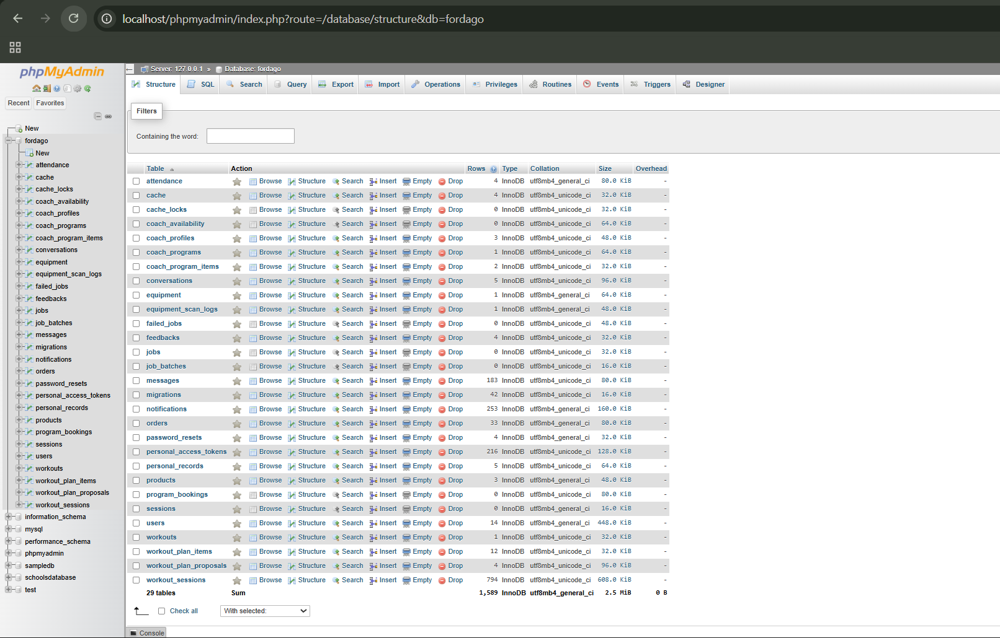 localhost/phpmyadmin/index.php?route=/database/structure&db=fordago
phpMyAdmin
Recent Favorites
New
fordago
New
attendance
cache
cache_locks
coach_availability
coach_profiles
coach_programs
coach_program_items
conversations
equipment
equipment_scan_logs
failed_jobs
feedbacks
jobs
job_batches
messages
migrations
notifications
orders
password_resets
personal_access_tokens
personal_records
products
program_bookings
sessions
users
workouts
workout_plan_items
workout_plan_proposals
workout_sessions
information_schema
mysql
performance_schema
phpmyadmin
sampledb
schoolsdatabase
test
Server: 127.0.0.1 » Database: fordago
Structure SQL Search Query Export Import Operations Privileges Routines Events Triggers Designer
Filters
Containing the word:
Table Action Rows Type Collation Size Overhead
attendance Browse Structure Search Insert Empty Drop 4 InnoDB utf8mb4_general_ci 80.0 KiB -
cache Browse Structure Search Insert Empty Drop 4 InnoDB utf8mb4_unicode_ci 32.0 KiB -
cache_locks Browse Structure Search Insert Empty Drop 0 InnoDB utf8mb4_unicode_ci 32.0 KiB -
coach_availability Browse Structure Search Insert Empty Drop 0 InnoDB utf8mb4_unicode_ci 64.0 KiB -
coach_profiles Browse Structure Search Insert Empty Drop 3 InnoDB utf8mb4_unicode_ci 48.0 KiB -
coach_programs Browse Structure Search Insert Empty Drop 1 InnoDB utf8mb4_unicode_ci 64.0 KiB -
coach_program_items Browse Structure Search Insert Empty Drop 2 InnoDB utf8mb4_unicode_ci 32.0 KiB -
conversations Browse Structure Search Insert Empty Drop 5 InnoDB utf8mb4_unicode_ci 96.0 KiB -
equipment Browse Structure Search Insert Empty Drop 1 InnoDB utf8mb4_general_ci 64.0 KiB -
equipment_scan_logs Browse Structure Search Insert Empty Drop 1 InnoDB utf8mb4_general_ci 48.0 KiB -
failed_jobs Browse Structure Search Insert Empty Drop 0 InnoDB utf8mb4_unicode_ci 48.0 KiB -
feedbacks Browse Structure Search Insert Empty Drop 4 InnoDB utf8mb4_unicode_ci 32.0 KiB -
jobs Browse Structure Search Insert Empty Drop 0 InnoDB utf8mb4_unicode_ci 32.0 KiB -
job_batches Browse Structure Search Insert Empty Drop 0 InnoDB utf8mb4_unicode_ci 16.0 KiB -
messages Browse Structure Search Insert Empty Drop 183 InnoDB utf8mb4_unicode_ci 80.0 KiB -
migrations Browse Structure Search Insert Empty Drop 42 InnoDB utf8mb4_unicode_ci 16.0 KiB -
notifications Browse Structure Search Insert Empty Drop 253 InnoDB utf8mb4_general_ci 160.0 KiB -
orders Browse Structure Search Insert Empty Drop 33 InnoDB utf8mb4_general_ci 80.0 KiB -
password_resets Browse Structure Search Insert Empty Drop 4 InnoDB utf8mb4_general_ci 32.0 KiB -
personal_access_tokens Browse Structure Search Insert Empty Drop 216 InnoDB utf8mb4_general_ci 128.0 KiB -
personal_records Browse Structure Search Insert Empty Drop 5 InnoDB utf8mb4_general_ci 64.0 KiB -
products Browse Structure Search Insert Empty Drop 3 InnoDB utf8mb4_general_ci 48.0 KiB -
program_bookings Browse Structure Search Insert Empty Drop 0 InnoDB utf8mb4_unicode_ci 80.0 KiB -
sessions Browse Structure Search Insert Empty Drop 0 InnoDB utf8mb4_general_ci 16.0 KiB -
users Browse Structure Search Insert Empty Drop 14 InnoDB utf8mb4_general_ci 448.0 KiB -
workouts Browse Structure Search Insert Empty Drop 1 InnoDB utf8mb4_general_ci 32.0 KiB -
workout_plan_items Browse Structure Search Insert Empty Drop 12 InnoDB utf8mb4_unicode_ci 32.0 KiB -
workout_plan_proposals Browse Structure Search Insert Empty Drop 4 InnoDB utf8mb4_unicode_ci 96.0 KiB -
workout_sessions Browse Structure Search Insert Empty Drop 794 InnoDB utf8mb4_unicode_ci 608.0 KiB -
29 tables Sum 1,589 InnoDB utf8mb4_general_ci 2.5 MiB 0 B
Check all With selected:
Console